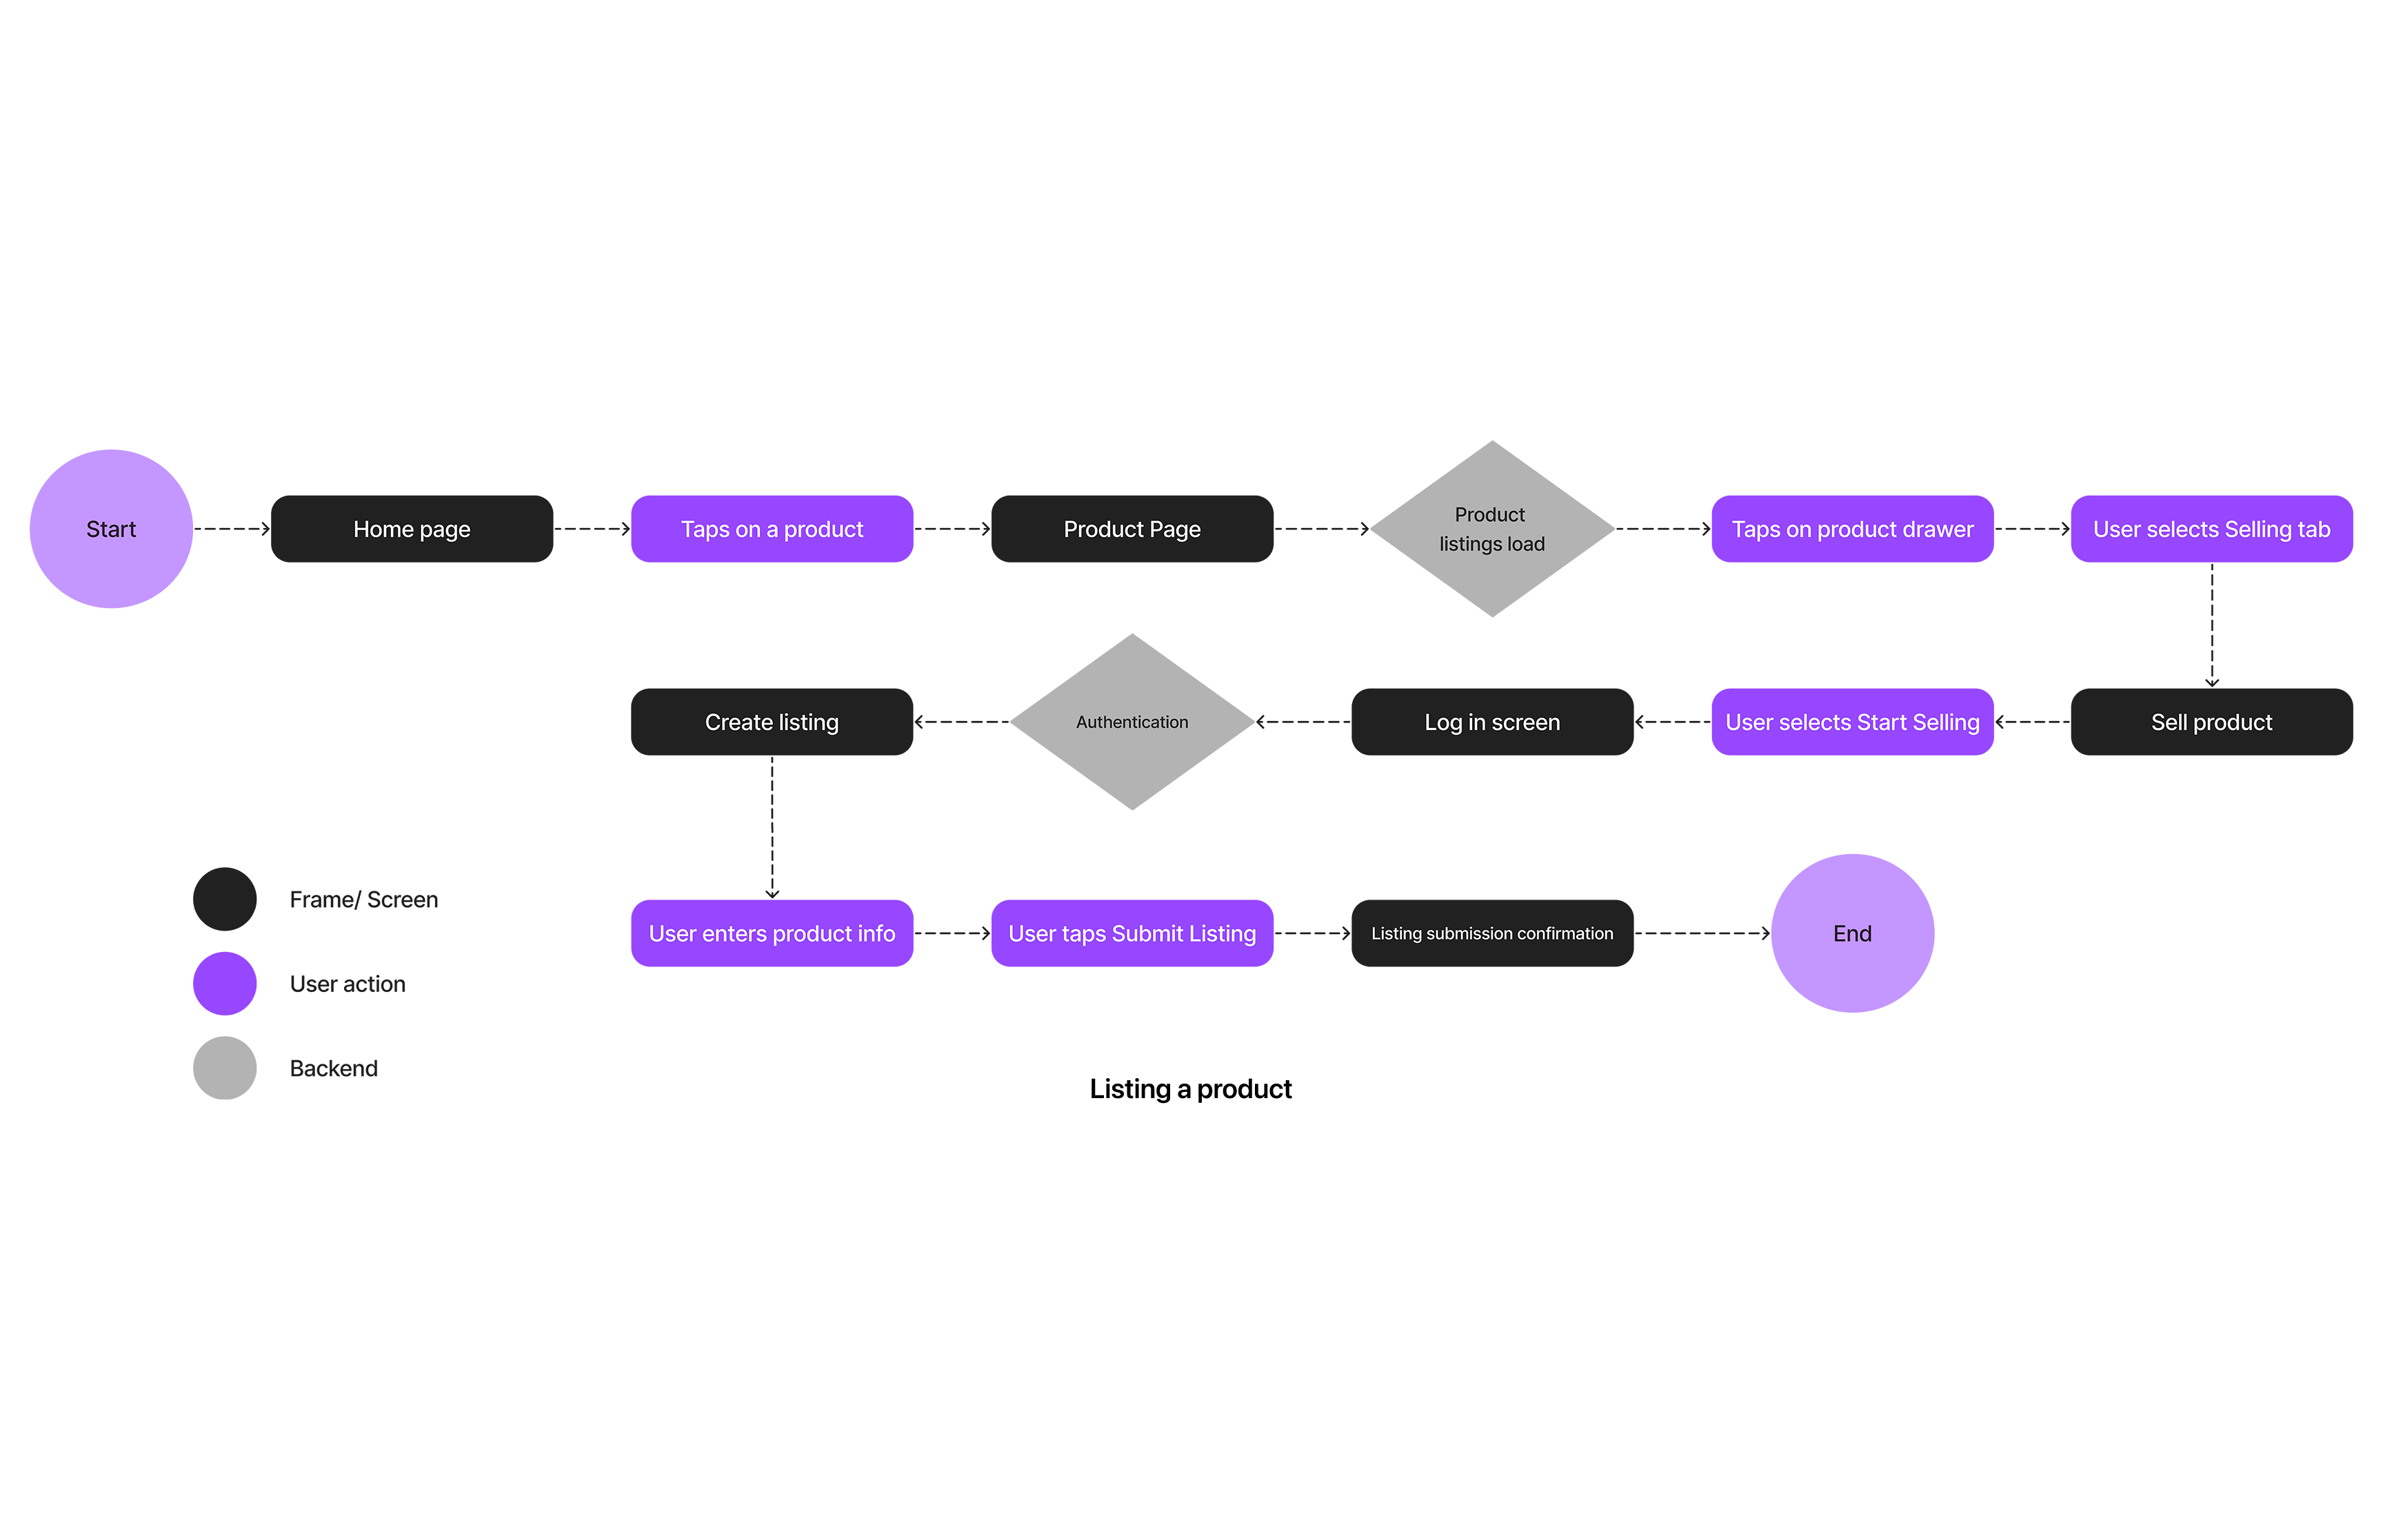 Start
Home page
Taps on a product
Product Page
Product
listings load
Taps on product drawer
User selects Selling tab
Create listing
Authentication
Log in screen
User selects Start Selling
Sell product
Frame/ Screen
User enters product info
User taps Submit Listing
Listing submission confirmation
End
User action
Backend
Listing a product